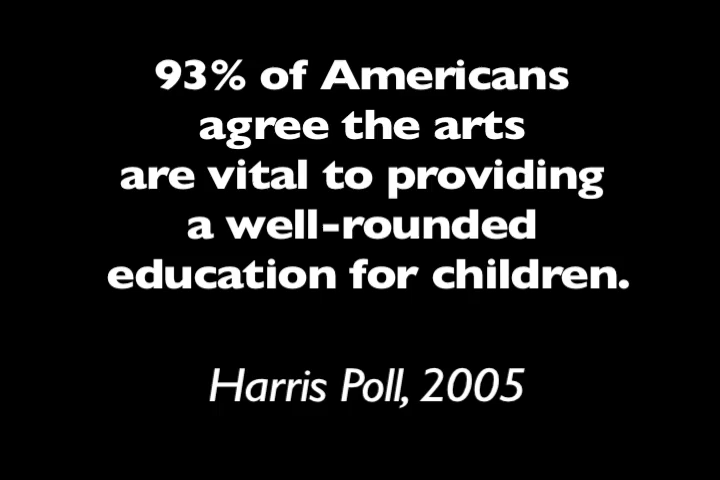 93% of Americans
agree the arts
are vital to providing
a well-rounded
education for children.
Harris Poll, 2005